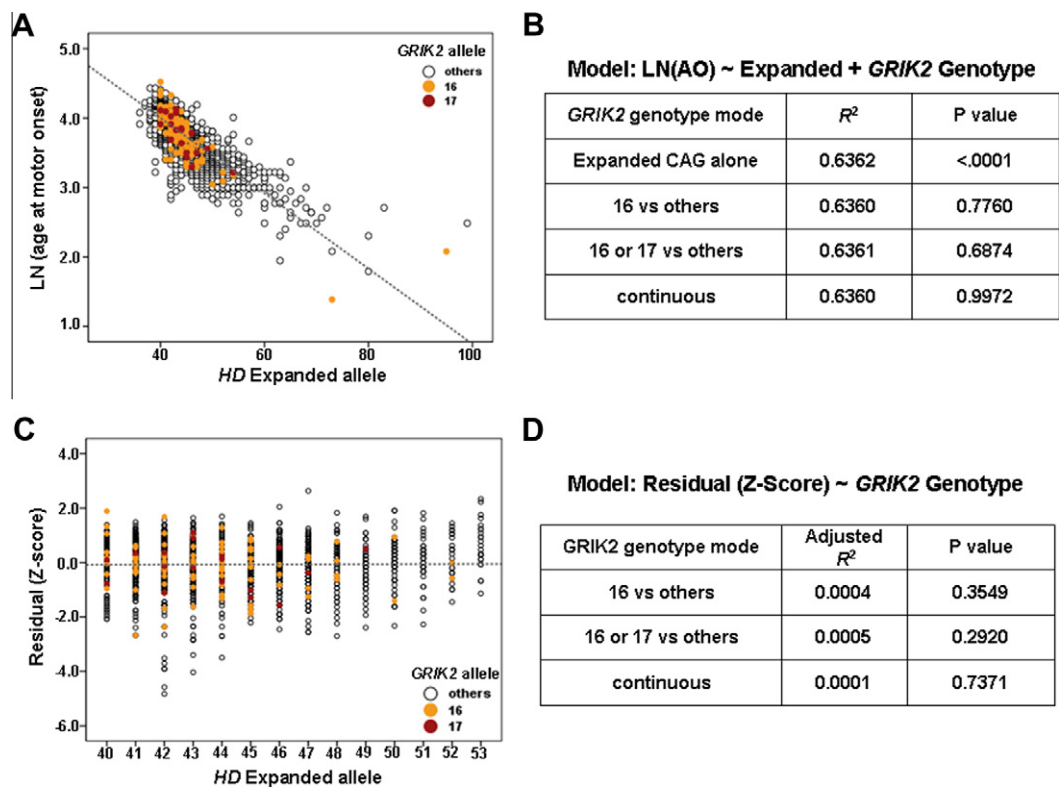 A
GRIK2 allele
others
16
17
5.0
4.0
3.0
2.0
1.0
LN (age at motor onset)
40 60 80 100
HD Expanded allele
B
Model: LN(AO) ~ Expanded + GRIK2 Genotype
GRIK2 genotype mode R² P value
Expanded CAG alone 0.6362 <.0001
16 vs others 0.6360 0.7760
16 or 17 vs others 0.6361 0.6874
continuous 0.6360 0.9972
C
4.0
2.0
0.0
-2.0
-4.0
-6.0
Residual (Z-score)
GRIK2 allele
others
16
17
40 41 42 43 44 45 46 47 48 49 50 51 52 53
HD Expanded allele
D
Model: Residual (Z-Score) ~ GRIK2 Genotype
GRIK2 genotype mode Adjusted R² P value
16 vs others 0.0004 0.3549
16 or 17 vs others 0.0005 0.2920
continuous 0.0001 0.7371